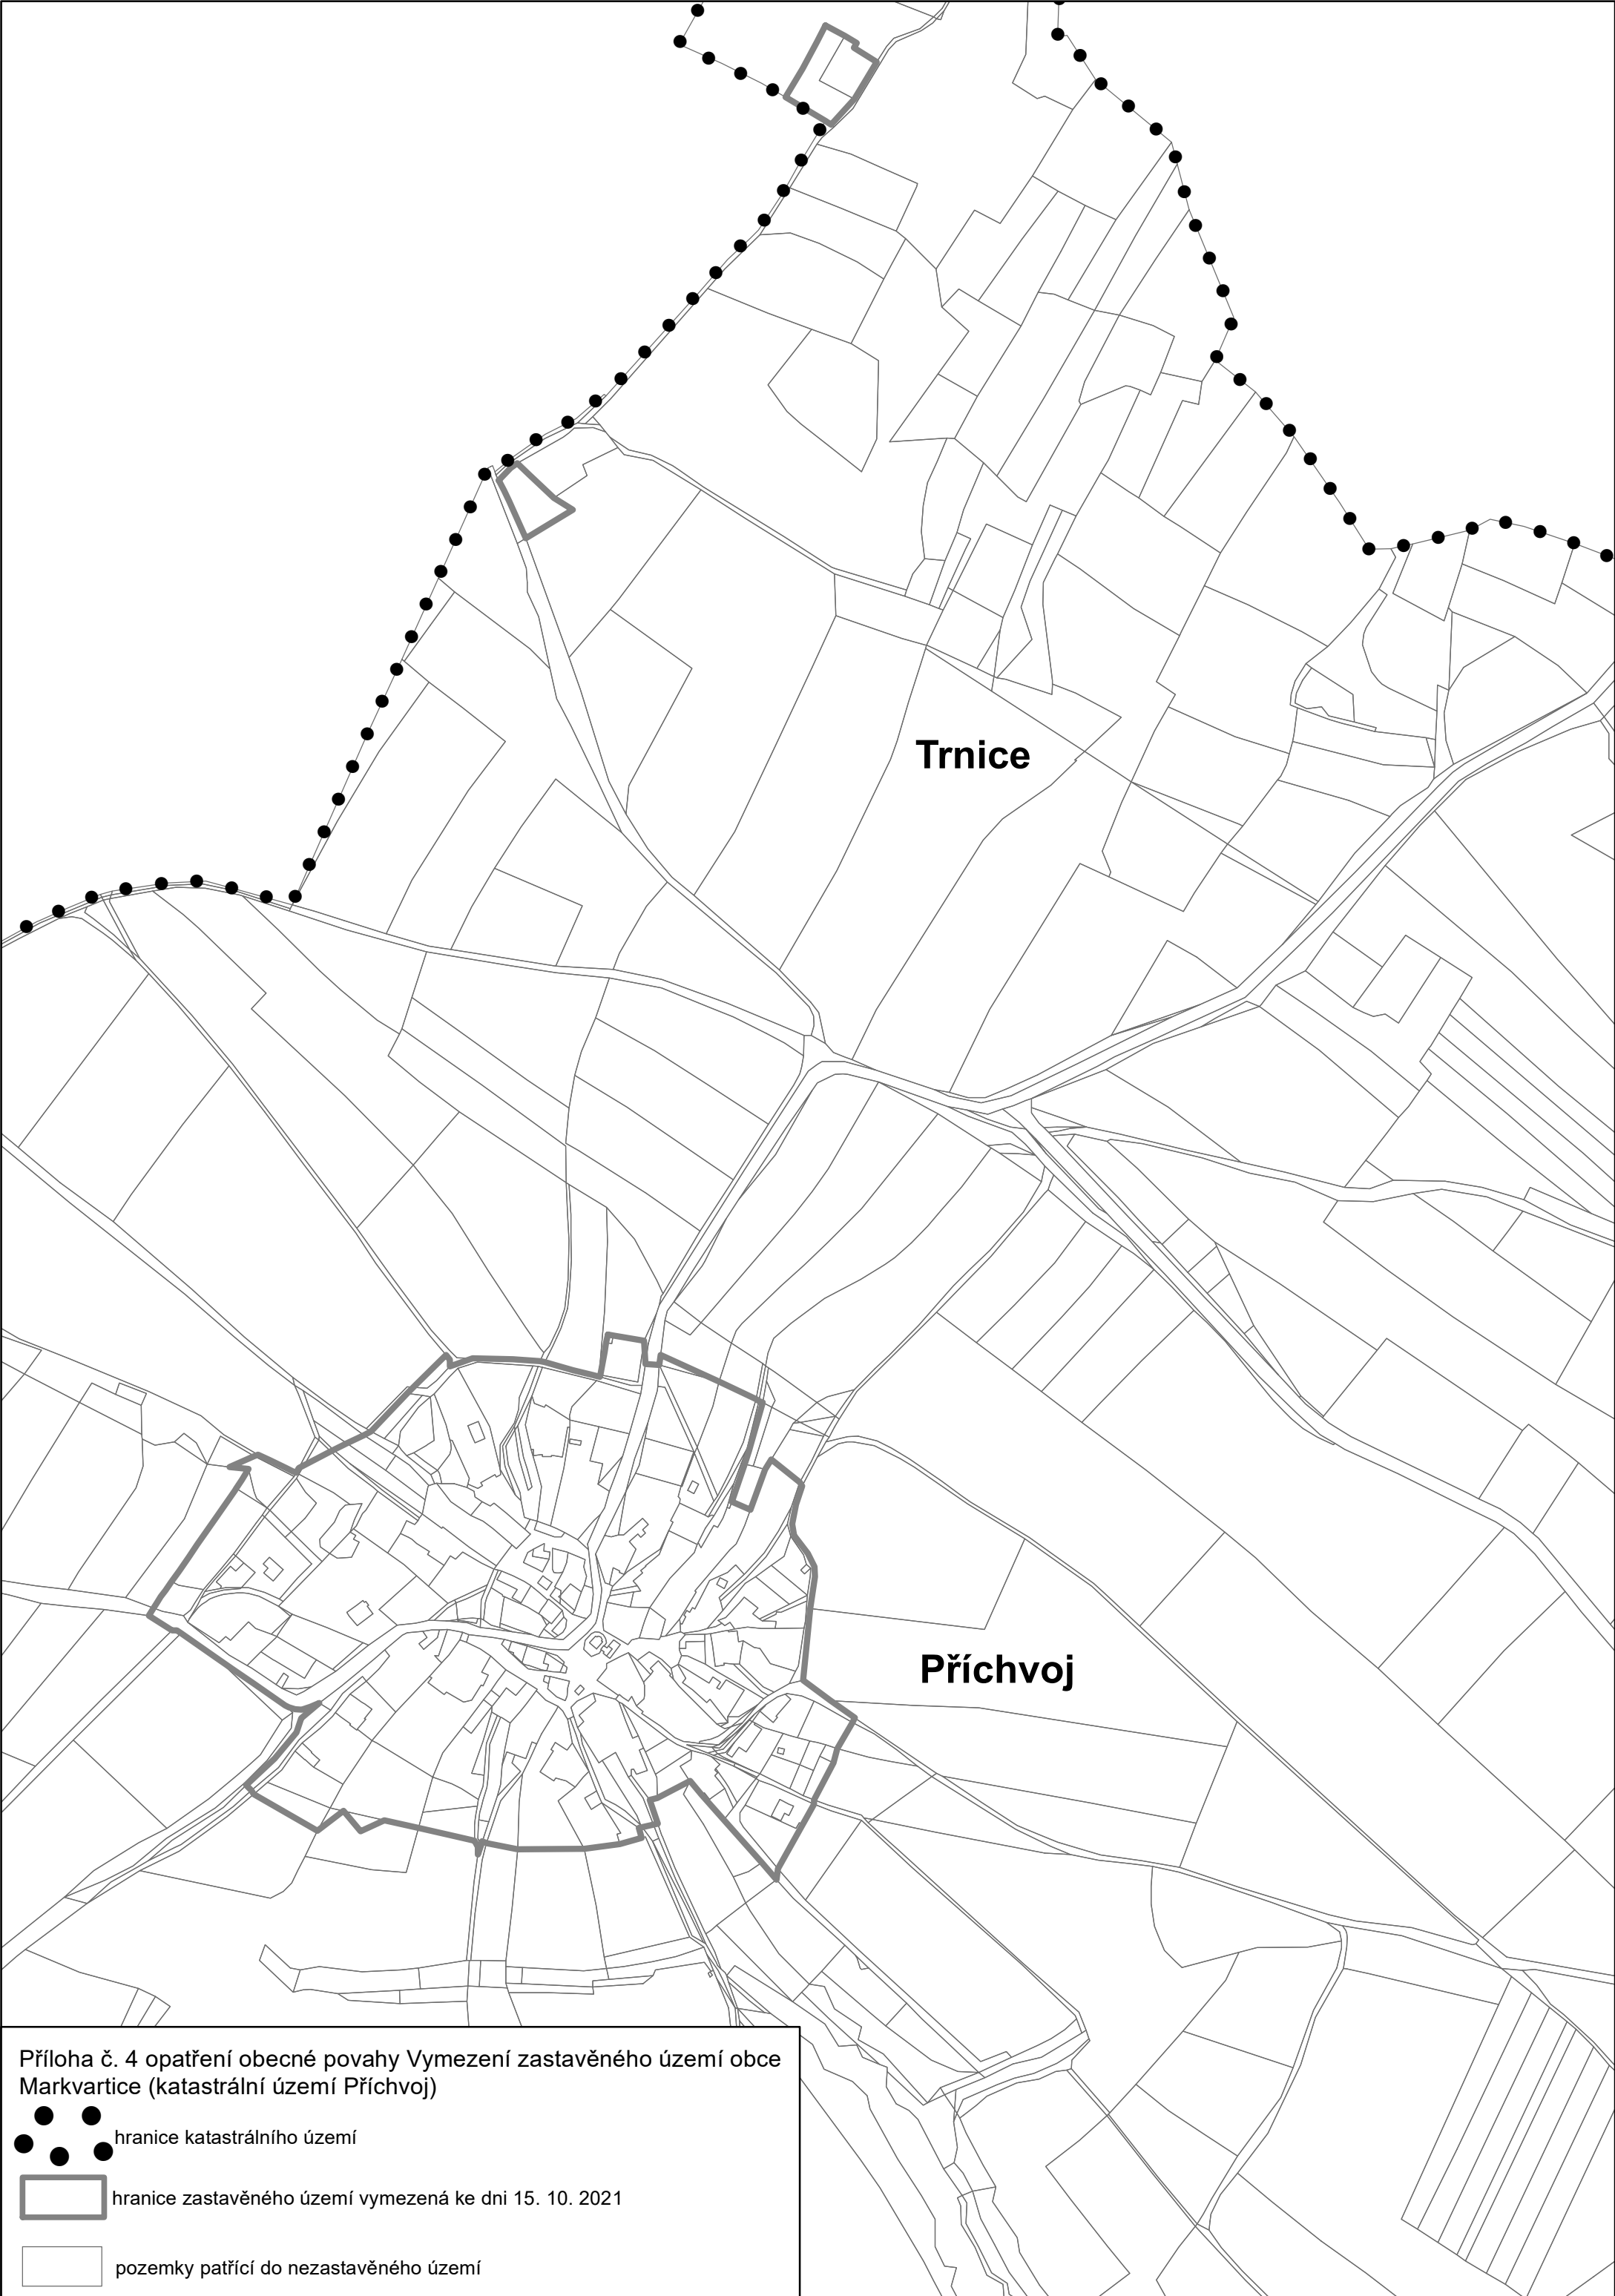 Trnice
Příchvoj
Příloha č. 4 opatření obecné povahy Vymezení zastavěného území obce
Markvartice (katastrální území Příchvoj)
hranice katastrálního území
hranice zastavěného území vymezená ke dni 15. 10. 2021
pozemky patřící do nezastavěného území